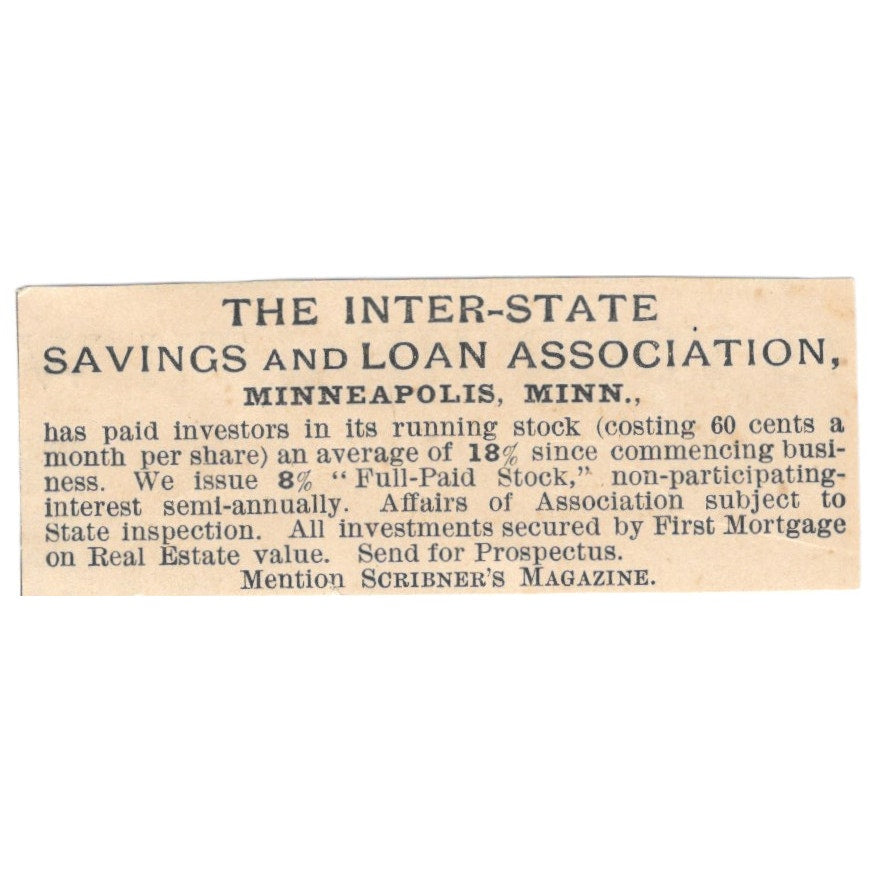 THE INTER-STATE
SAVINGS AND LOAN ASSOCIATION,
MINNEAPOLIS, MINN.,
has paid investors in its running stock (costing 60 cents a
month per share) an average of 18% since commencing busi-
ness. We issue 8% "Full-Paid Stock," non-participating-
interest semi-annually. Affairs of Association subject to
State inspection. All investments secured by First Mortgage
on Real Estate value. Send for Prospectus.
Mention SCRIBNER'S MAGAZINE.